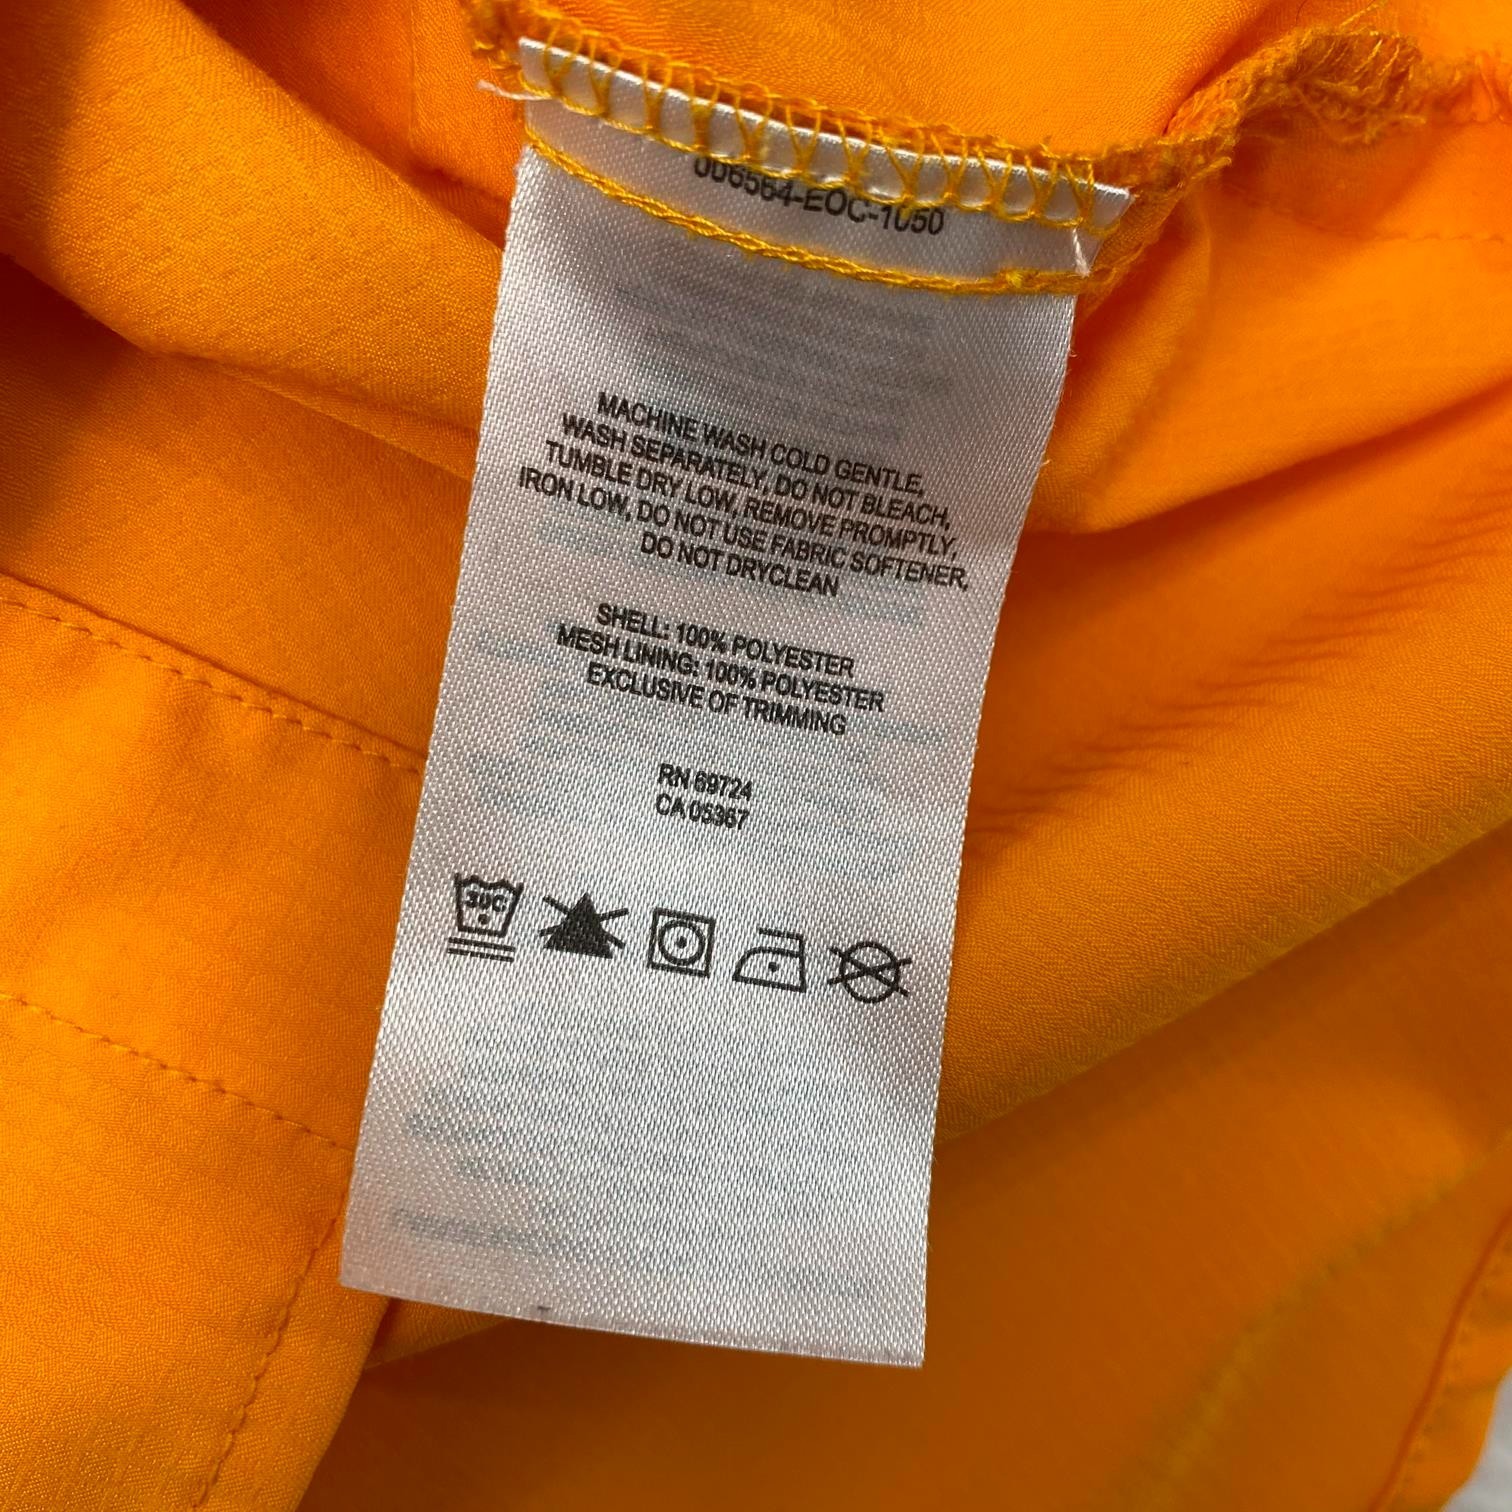 006564-EOC-1050
MACHINE WASH COLD GENTLE,
WASH SEPARATELY, DO NOT BLEACH,
TUMBLE DRY LOW, REMOVE PROMPTLY,
IRON LOW, DO NOT USE FABRIC SOFTENER,
DO NOT DRYCLEAN
SHELL: 100% POLYESTER
MESH LINING: 100% POLYESTER
EXCLUSIVE OF TRIMMING
RN 69724
CA 05367
30C